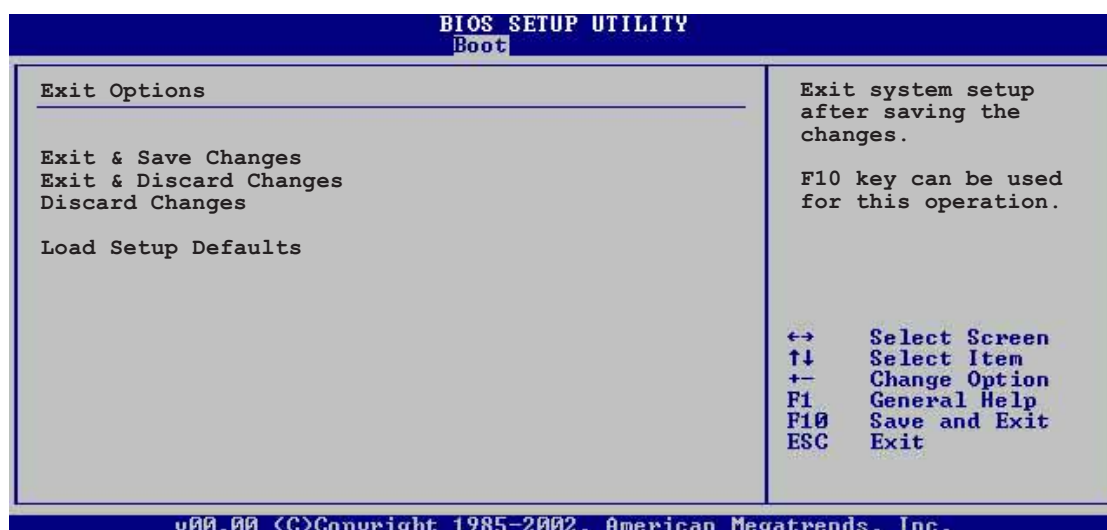 BIOS SETUP UTILITY
Boot
Exit Options
Exit & Save Changes
Exit & Discard Changes
Discard Changes
Load Setup Defaults
Exit system setup
after saving the
changes.
F10 key can be used
for this operation.
←→ Select Screen
↑↓ Select Item
+- Change Option
F1 General Help
F10 Save and Exit
ESC Exit
v00.00 (C)Copyright 1985-2002, American Megatrends, Inc.